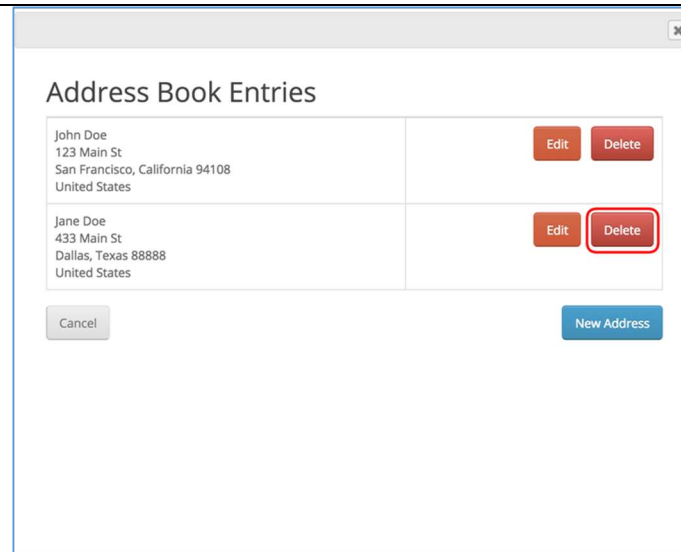 Address Book Entries
John Doe
123 Main St
San Francisco, California 94108
United States
Edit
Delete
Jane Doe
433 Main St
Dallas, Texas 88888
United States
Edit
Delete
Cancel
New Address